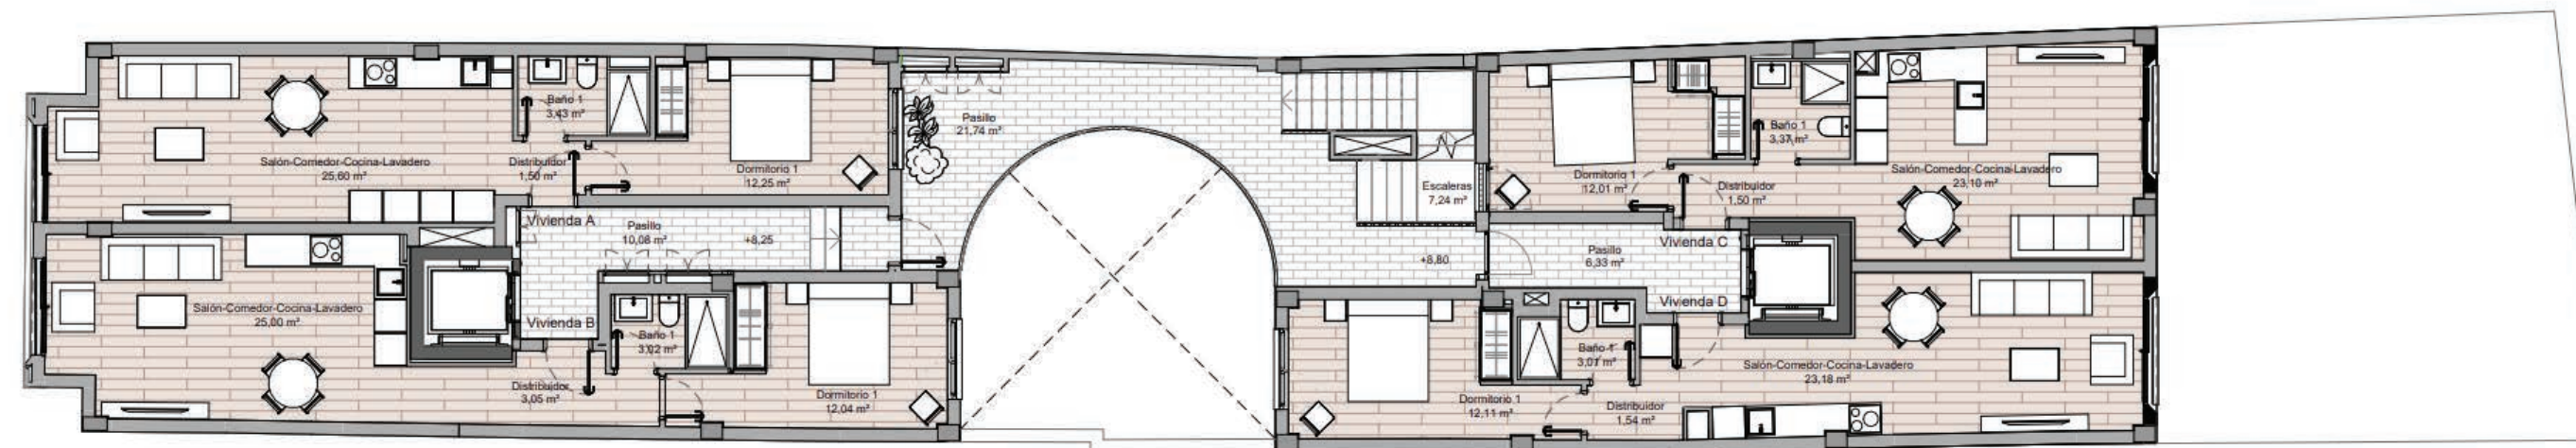 Salón-Comedor-Cocina-Lavadero
25,60 m²
Baño 1
3,43 m²
Distribuidor
1,50 m²
Dormitorio 1
12,25 m²
Vivienda A
Pasillo
10,08 m²
+8,25
Salón-Comedor-Cocina-Lavadero
25,00 m²
Vivienda B
Baño 1
3,02 m²
Distribuidor
3,05 m²
Dormitorio 1
12,04 m²
Pasillo
21,74 m²
Escaleras
7,24 m²
+8,80
Dormitorio 1
12,01 m²
Baño 1
3,37 m²
Distribuidor
1,50 m²
Salón-Comedor-Cocina-Lavadero
23,10 m²
Pasillo
6,33 m²
Vivienda C
Vivienda D
Dormitorio 1
12,11 m²
Baño 1
3,07 m²
Distribuidor
1,54 m²
Salón-Comedor-Cocina-Lavadero
23,18 m²